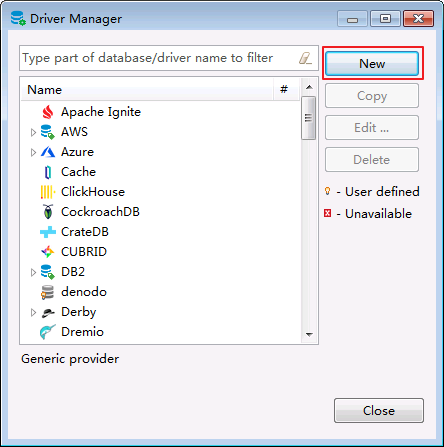 Driver Manager
Type part of database/driver name to filter
New
Name #
Copy
Apache Ignite
AWS
Edit ...
Azure
Delete
Cache
ClickHouse
- User defined
CockroachDB
- Unavailable
CrateDB
CUBRID
DB2
denodo
Derby
Dremio
Generic provider
Close